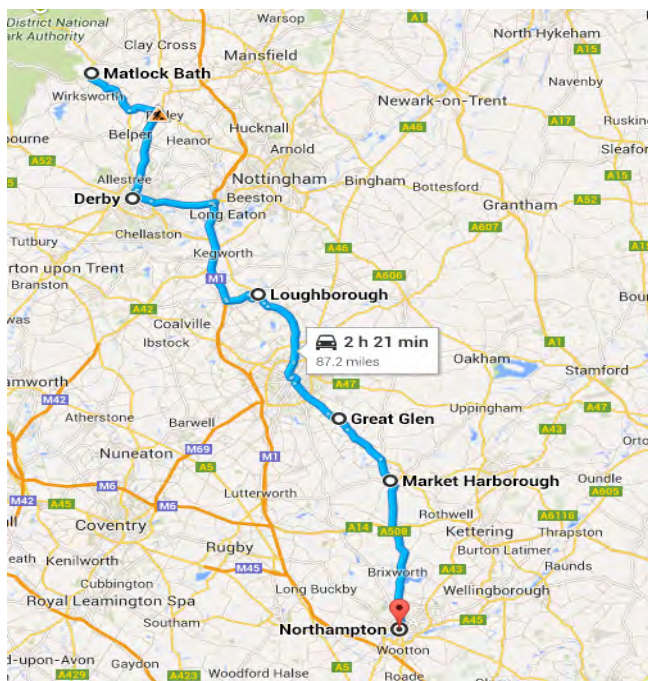 District National
Park Authority
Clay Cross
Warsop
North Hykeham
A15
Matlock Bath
Mansfield
Navenby
Wirksworth
Newark-on-Trent
A17
Ruskin
Belper
Heanor
Hucknall
A46
Sleafor
bourne
A52
Arnold
A15
Allestree
Nottingham
Bingham
Bottesford
Derby
Beeston
Grantham
A52
Long Eaton
A607
Chellaston
Tutbury
Kegworth
A46
A15
rton upon Trent
M1
A606
Branston
Loughborough
Bou
A42
Coalville
2 h 21 min
A1
Ibstock
87.2 miles
Oakham
Stamford
amworth
A47
M42
Atherstone
Barwell
Great Glen
Uppingham
A47
M69
A43
Orto
Nuneaton
A5
M1
Market Harborough
Oundle
M6
Lutterworth
A605
M42
A45
M6
Rothwell
A14
A508
A6116
Coventry
Kettering
Thrapston
Rugby
Burton Latimer
eath
Kenilworth
M45
Brixworth
A43
Raunds
Cubbington
Long Buckby
Wellingborough
Royal Leamington Spa
Southam
Northampton
A45
Wootton
d-upon-Avon
Gaydon
A5
Roade
A429
A423
Woodford Halse